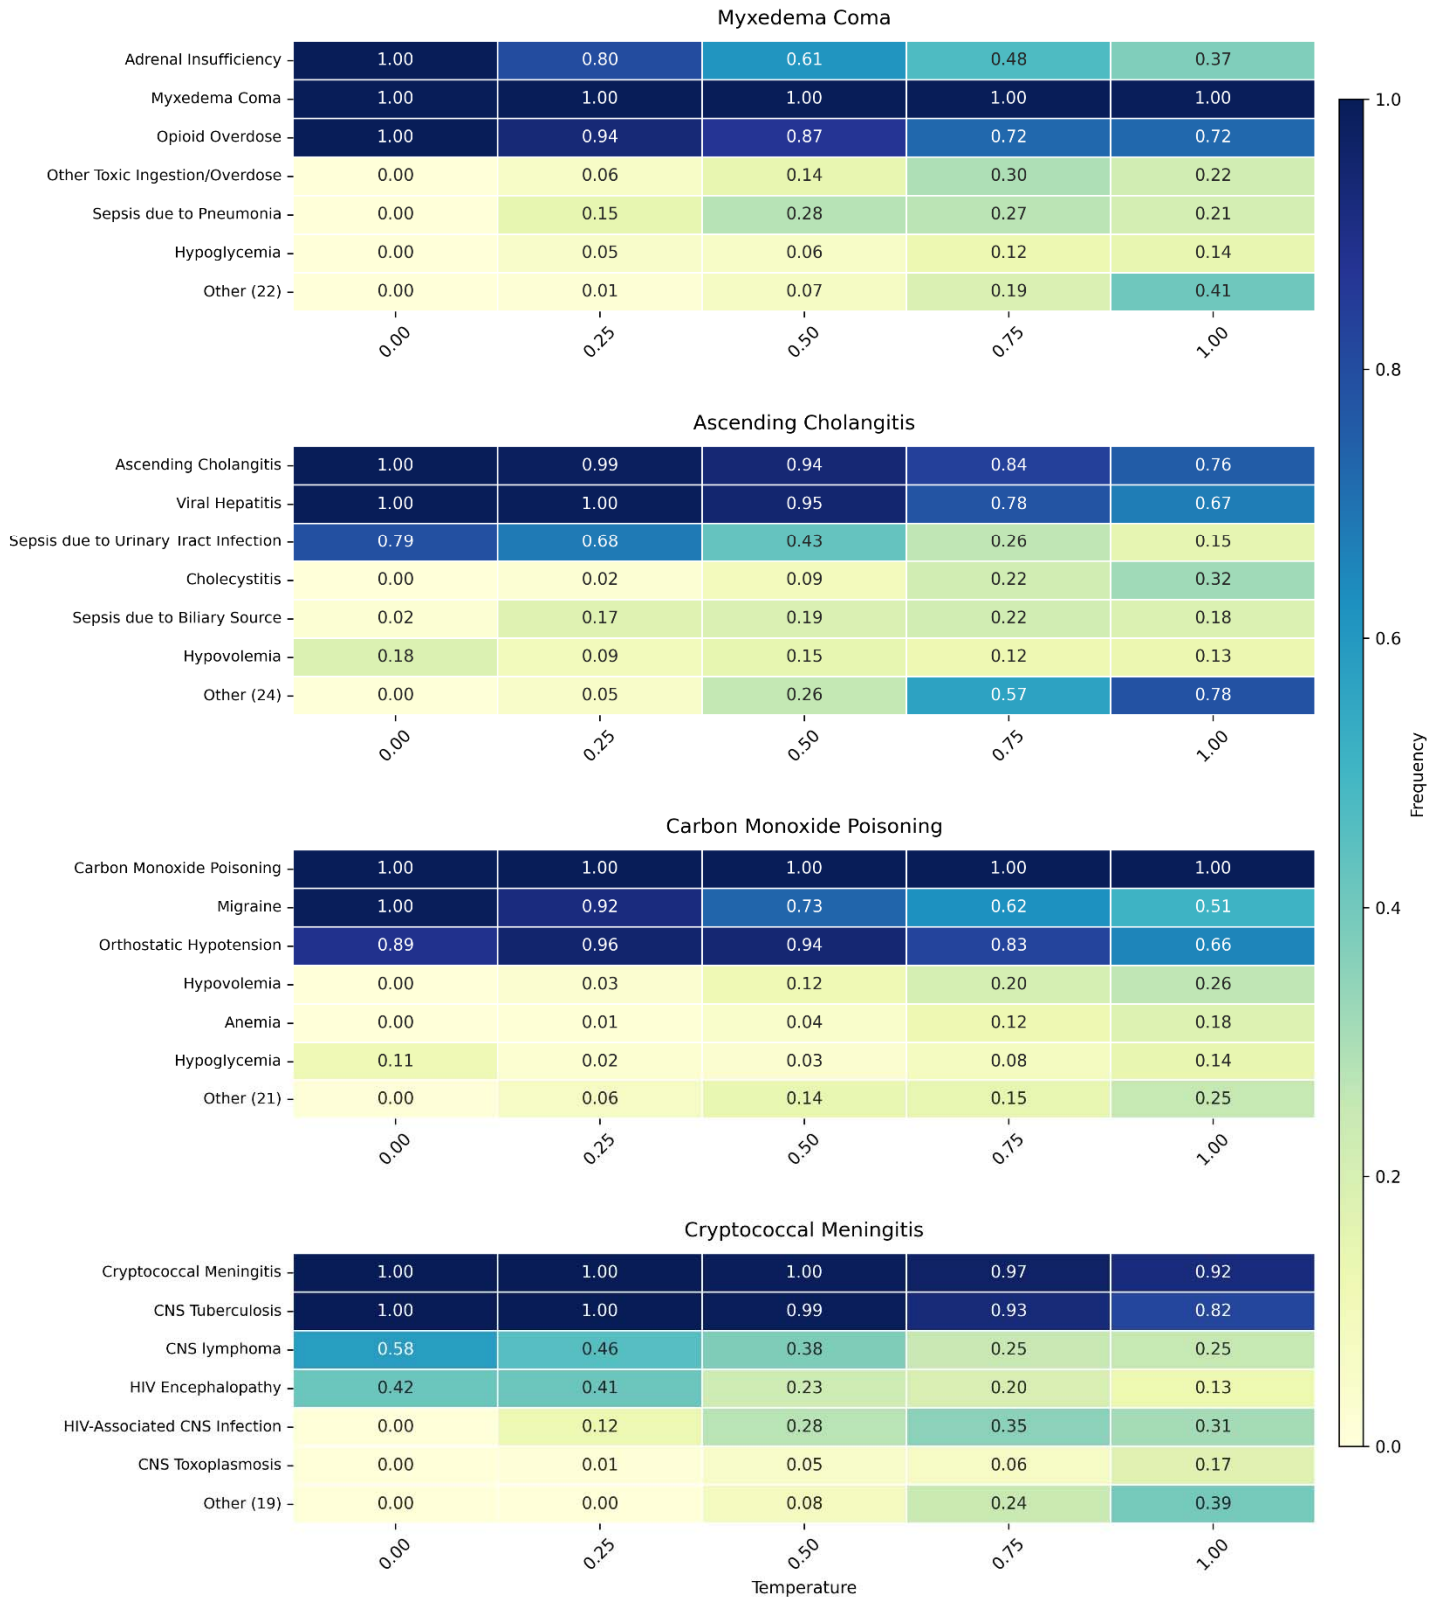 Myxedema Coma
Adrenal Insufficiency 1.00 0.80 0.61 0.48 0.37
Myxedema Coma 1.00 1.00 1.00 1.00 1.00
Opioid Overdose 1.00 0.94 0.87 0.72 0.72
Other Toxic Ingestion/Overdose 0.00 0.06 0.14 0.30 0.22
Sepsis due to Pneumonia 0.00 0.15 0.28 0.27 0.21
Hypoglycemia 0.00 0.05 0.06 0.12 0.14
Other (22) 0.00 0.01 0.07 0.19 0.41
0.00 0.25 0.50 0.75 1.00
Ascending Cholangitis
Ascending Cholangitis 1.00 0.99 0.94 0.84 0.76
Viral Hepatitis 1.00 1.00 0.95 0.78 0.67
Sepsis due to Urinary Tract Infection 0.79 0.68 0.43 0.26 0.15
Cholecystitis 0.00 0.02 0.09 0.22 0.32
Sepsis due to Biliary Source 0.02 0.17 0.19 0.22 0.18
Hypovolemia 0.18 0.09 0.15 0.12 0.13
Other (24) 0.00 0.05 0.26 0.57 0.78
0.00 0.25 0.50 0.75 1.00
Carbon Monoxide Poisoning
Carbon Monoxide Poisoning 1.00 1.00 1.00 1.00 1.00
Migraine 1.00 0.92 0.73 0.62 0.51
Orthostatic Hypotension 0.89 0.96 0.94 0.83 0.66
Hypovolemia 0.00 0.03 0.12 0.20 0.26
Anemia 0.00 0.01 0.04 0.12 0.18
Hypoglycemia 0.11 0.02 0.03 0.08 0.14
Other (21) 0.00 0.06 0.14 0.15 0.25
0.00 0.25 0.50 0.75 1.00
Cryptococcal Meningitis
Cryptococcal Meningitis 1.00 1.00 1.00 0.97 0.92
CNS Tuberculosis 1.00 1.00 0.99 0.93 0.82
CNS lymphoma 0.58 0.46 0.38 0.25 0.25
HIV Encephalopathy 0.42 0.41 0.23 0.20 0.13
HIV-Associated CNS Infection 0.00 0.12 0.28 0.35 0.31
CNS Toxoplasmosis 0.00 0.01 0.05 0.06 0.17
Other (19) 0.00 0.00 0.08 0.24 0.39
0.00 0.25 0.50 0.75 1.00
Temperature
1.0
0.8
0.6
0.4
0.2
0.0
Frequency